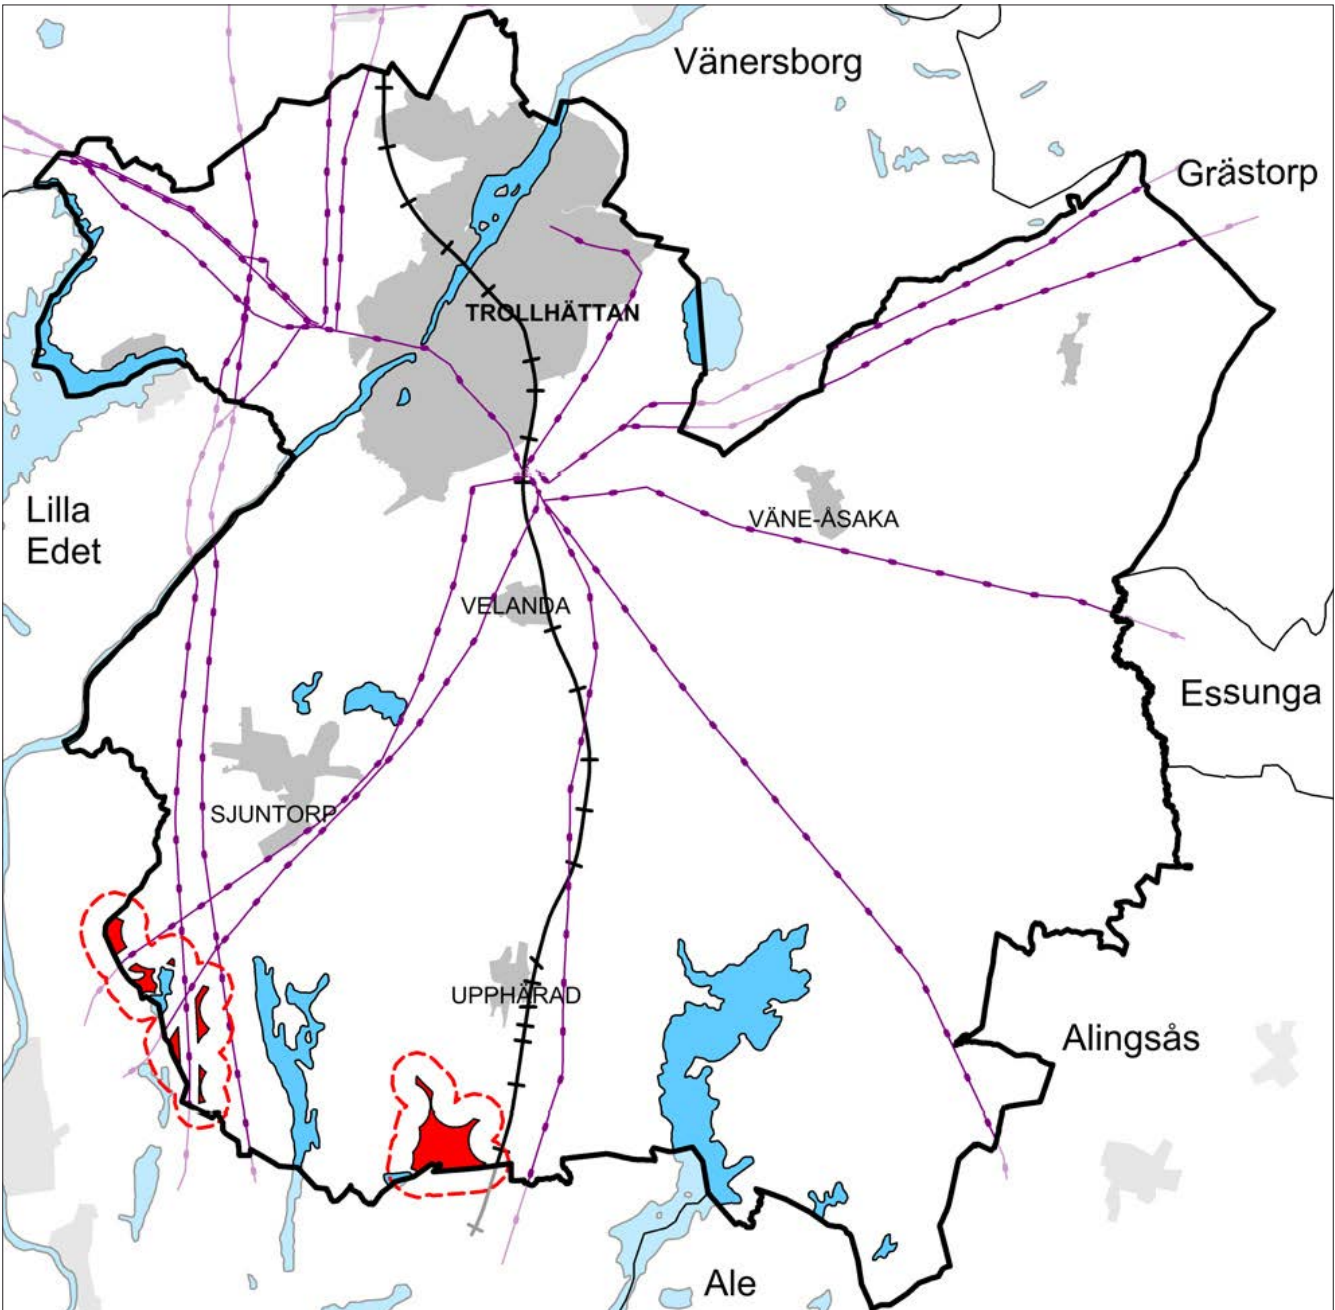 Vänersborg
Grästorp
TROLLHÄTTAN
Lilla
Edet
VÄNE-ÅSAKA
VELANDA
Essunga
SJUNTORP
UPPHÄRAD
Alingsås
Ale